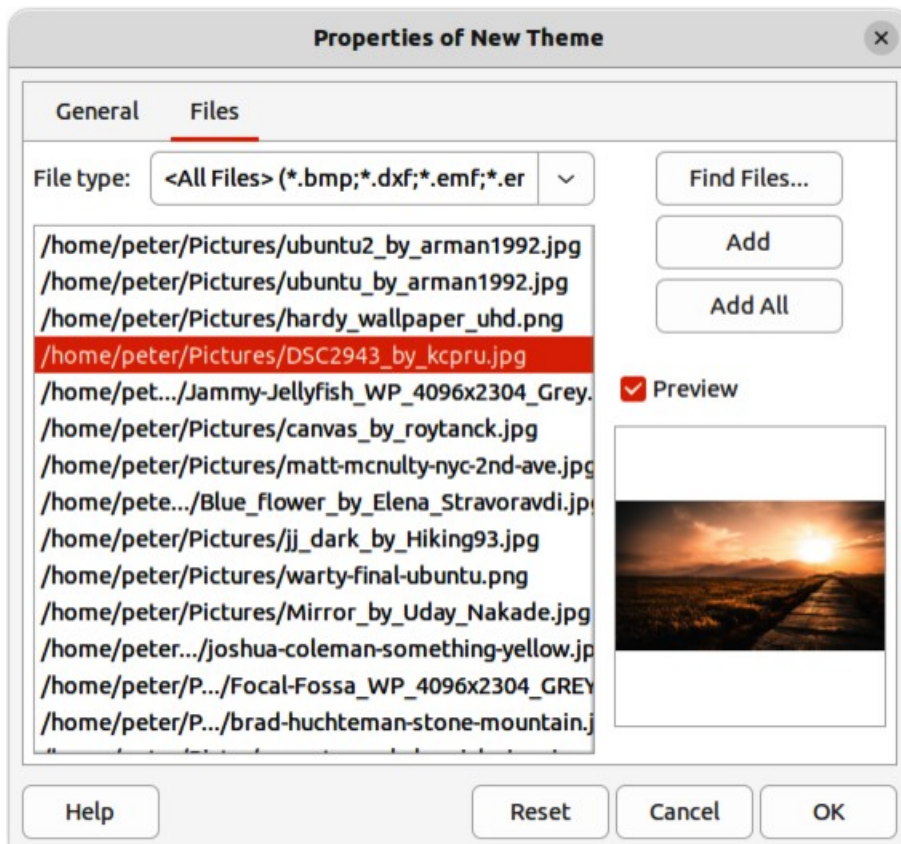 Properties of New Theme
General Files
File type: <All Files> (*.bmp;*.dxf;*.emf;*.er
Find Files...
/home/peter/Pictures/ubuntu2_by_arman1992.jpg
Add
/home/peter/Pictures/ubuntu_by_arman1992.jpg
Add All
/home/peter/Pictures/hardy_wallpaper_uhd.png
/home/peter/Pictures/DSC2943_by_kcpru.jpg
Preview
/home/pet.../Jammy-Jellyfish_WP_4096x2304_Grey.
/home/peter/Pictures/canvas_by_roytanck.jpg
/home/peter/Pictures/matt-mcnulty-nyc-2nd-ave.jpg
/home/pete.../Blue_flower_by_Elena_Stravoravdi.jp
/home/peter/Pictures/jj_dark_by_Hiking93.jpg
/home/peter/Pictures/warty-final-ubuntu.png
/home/peter/Pictures/Mirror_by_Uday_Nakade.jpg
/home/peter.../joshua-coleman-something-yellow.jp
/home/peter/P.../Focal-Fossa_WP_4096x2304_GREY
/home/peter/P.../brad-huchteman-stone-mountain.j
Help Reset Cancel OK